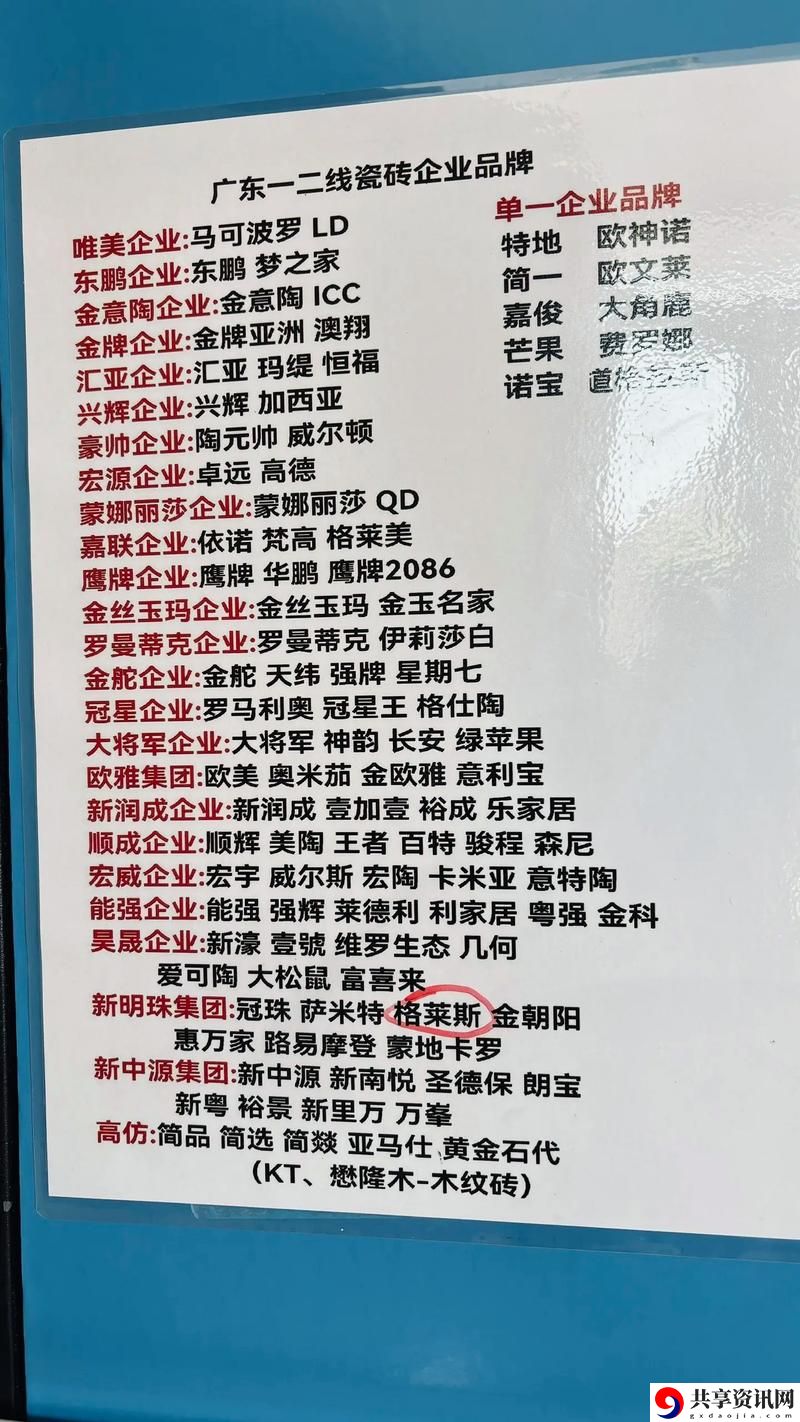 广东一二线瓷砖企业品牌
唯美企业:马可波罗 LD
东鹏企业:东鹏 梦之家
金意陶企业:金意陶 ICC
金牌企业:金牌亚洲 澳翔
汇亚企业:汇亚 玛缇 恒福
兴辉企业:兴辉 加西亚
豪帅企业:陶元帅 威尔顿
宏源企业:卓远 高德
蒙娜丽莎企业:蒙娜丽莎 QD
嘉联企业:依诺 梵高 格莱美
鹰牌企业:鹰牌 华鹏 鹰牌2086
金丝玉玛企业:金丝玉玛 金玉名家
罗曼蒂克企业:罗曼蒂克 伊莉莎白
金舵企业:金舵 天纬 强牌 星期七
冠星企业:罗马利奥 冠星王 格仕陶
大将军企业:大将军 神韵 长安 绿苹果
欧雅集团:欧美 奥米茄 金欧雅 意利宝
新润成企业:新润成 壹加壹 裕成 乐家居
顺成企业:顺辉 美陶 王者 百特 骏程 森尼
宏威企业:宏宇 威尔斯 宏陶 卡米亚 意特陶
能强企业:能强 强辉 莱德利 利家居 粤强 金科
昊晟企业:新濠 壹號 维罗生态 几何
爱可陶 大松鼠 富喜来
新明珠集团:冠珠 萨米特 格莱斯 金朝阳
惠万家 路易摩登 蒙地卡罗
新中源集团:新中源 新南悦 圣德保 朗宝
新粤 裕景 新里万 万峯
高仿:简品 简选 简燚 亚马仕 黄金石代
（KT、懋隆木-木纹砖）
单一企业品牌
特地 欧神诺
简一 欧文莱
嘉俊 大角鹿
芒果 费罗娜
诺宝 道格拉斯
共享资讯网
gxdaojia.com